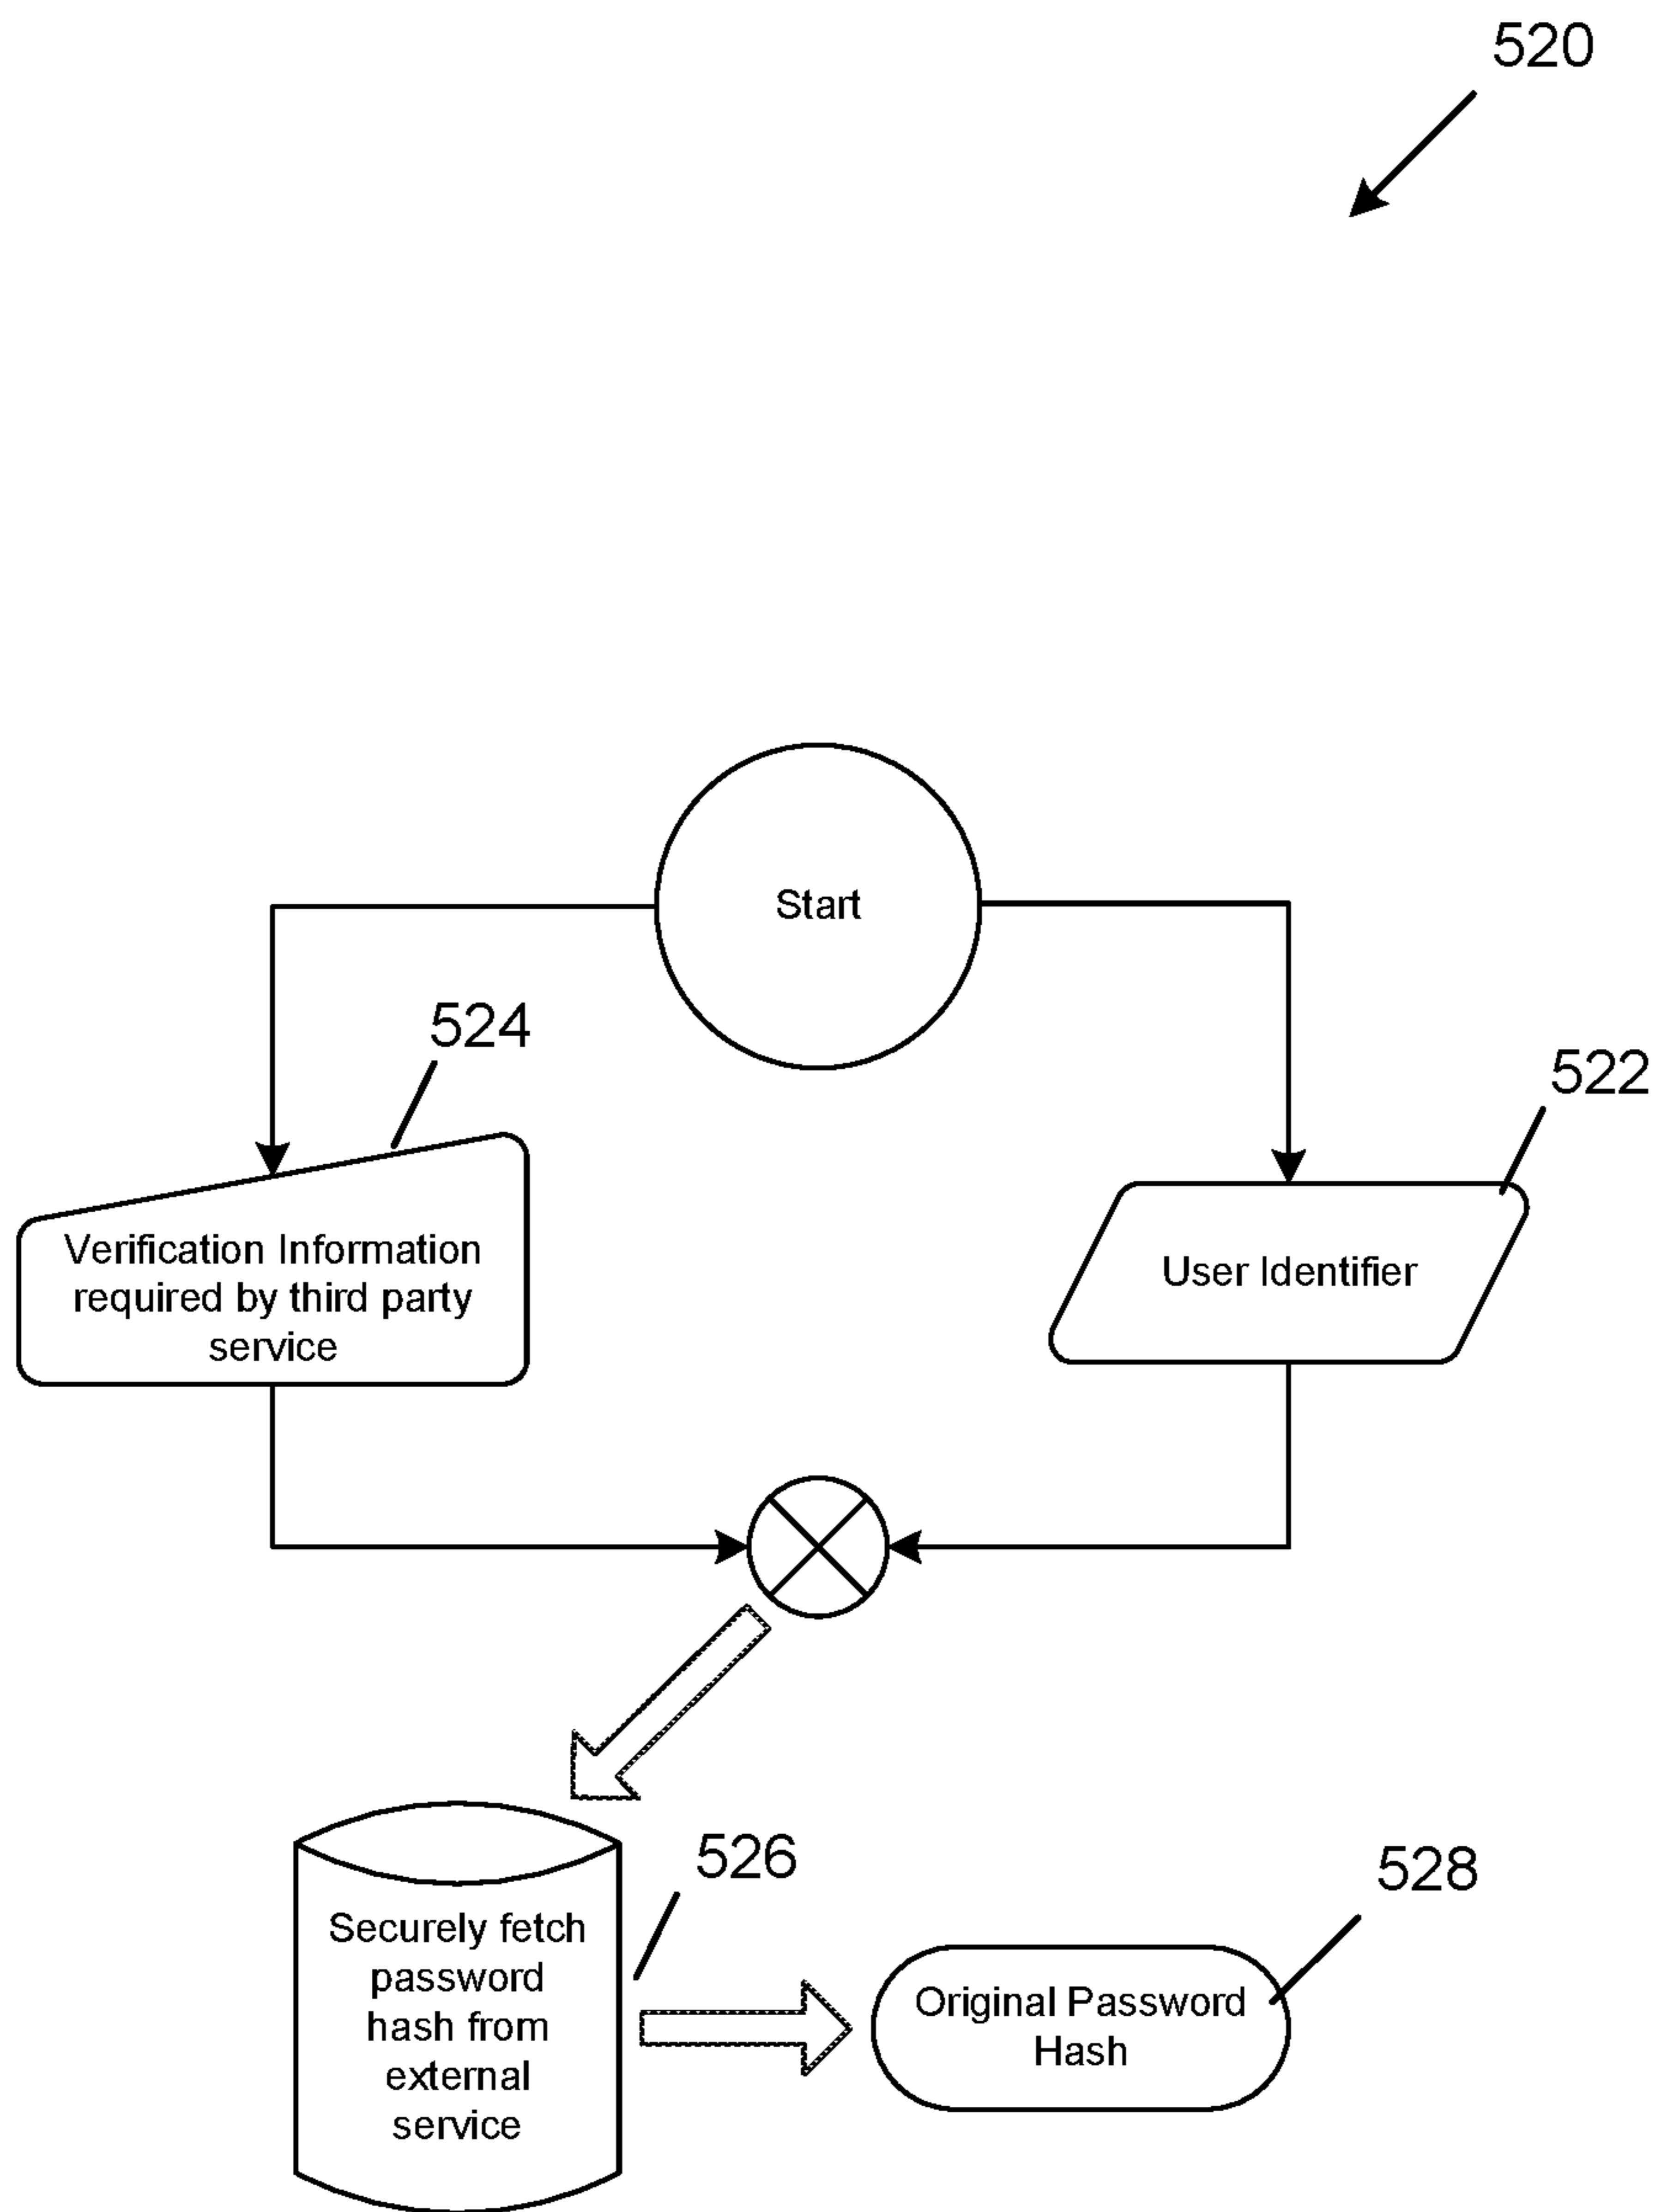 520
Start
524
522
Verification Information
required by third party
service
User Identifier
526
528
Securely fetch
password
hash from
external
service
Original Password
Hash